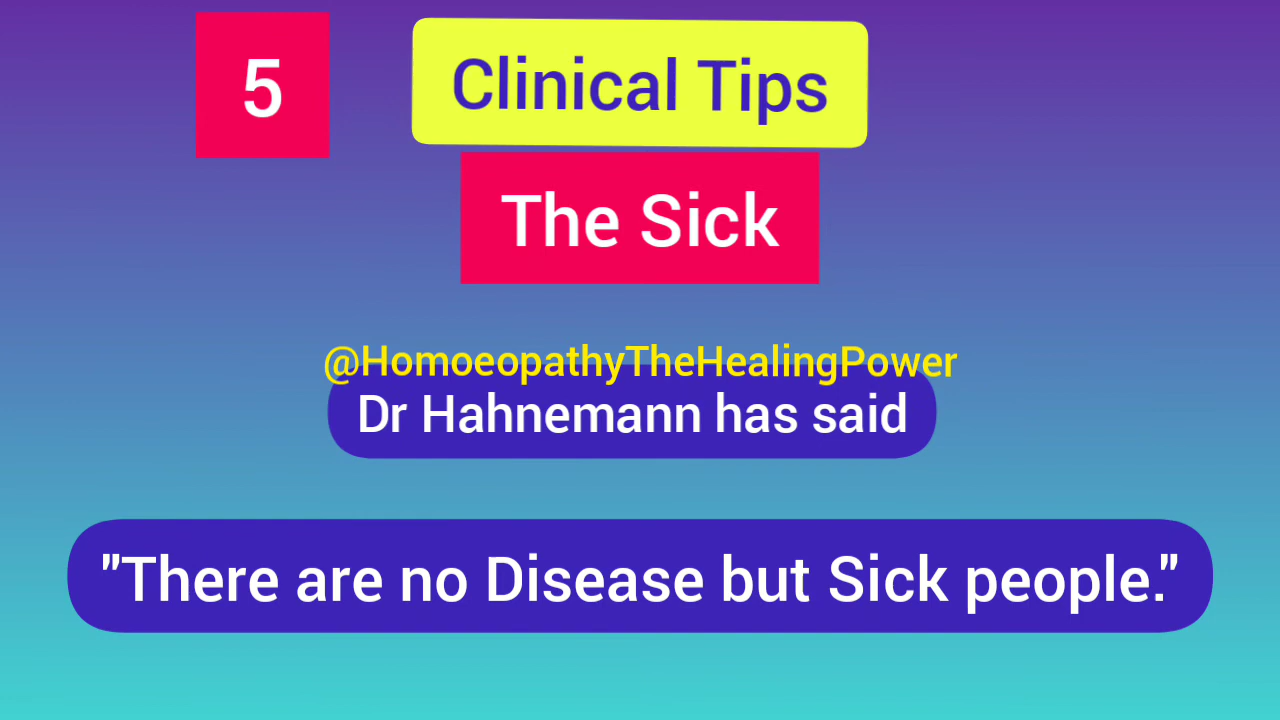 5
Clinical Tips
The Sick
@HomoeopathyTheHealingPower
Dr Hahnemann has said
"There are no Disease but Sick people."